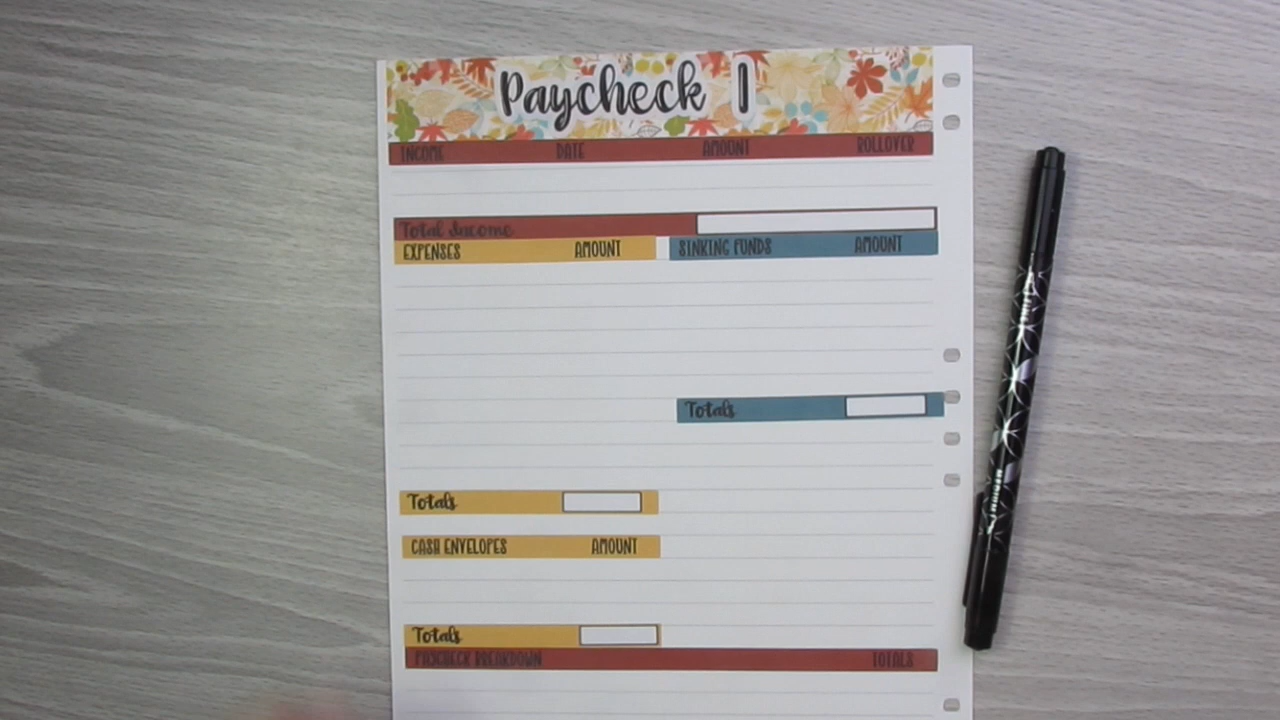 Paycheck 1
INCOME DATE AMOUNT ROLLOVER
Total Income
EXPENSES AMOUNT SINKING FUNDS AMOUNT
Totals
Totals
CASH ENVELOPES AMOUNT
Totals
PAYCHECK BREAKDOWN TOTALS